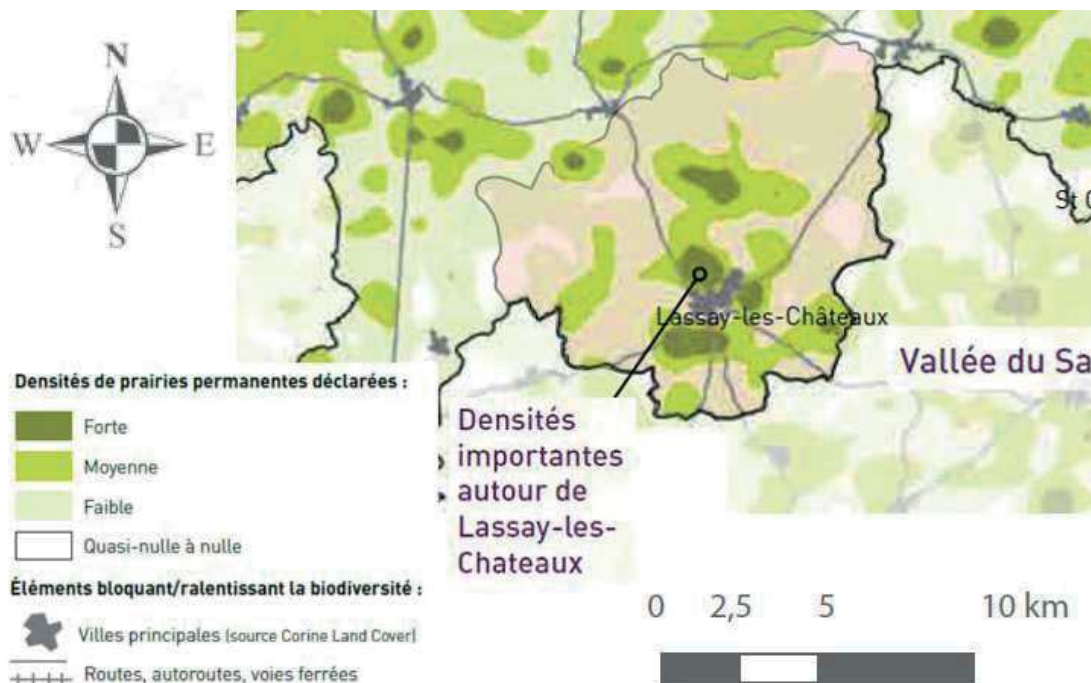 N
W
E
S
St
Lassay-les-Châteaux
Vallée du Sa
Densités de prairies permanentes déclarées :
Forte
Moyenne
Faible
Quasi-nulle à nulle
Éléments bloquant/ralentissant la biodiversité :
Villes principales (source Corine Land Cover)
Routes, autoroutes, voies ferrées
Densités
importantes
autour de
Lassay-les-
Chateaux
0 2,5 5 10 km